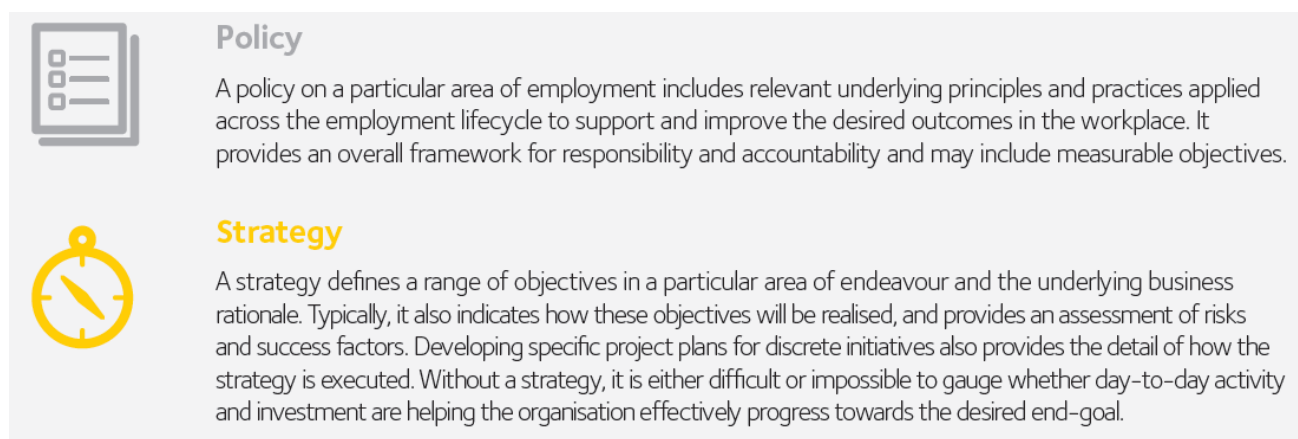 Policy
A policy on a particular area of employment includes relevant underlying principles and practices applied
across the employment lifecycle to support and improve the desired outcomes in the workplace. It
provides an overall framework for responsibility and accountability and may include measurable objectives.
Strategy
A strategy defines a range of objectives in a particular area of endeavour and the underlying business
rationale. Typically, it also indicates how these objectives will be realised, and provides an assessment of risks
and success factors. Developing specific project plans for discrete initiatives also provides the detail of how the
strategy is executed. Without a strategy, it is either difficult or impossible to gauge whether day-to-day activity
and investment are helping the organisation effectively progress towards the desired end-goal.